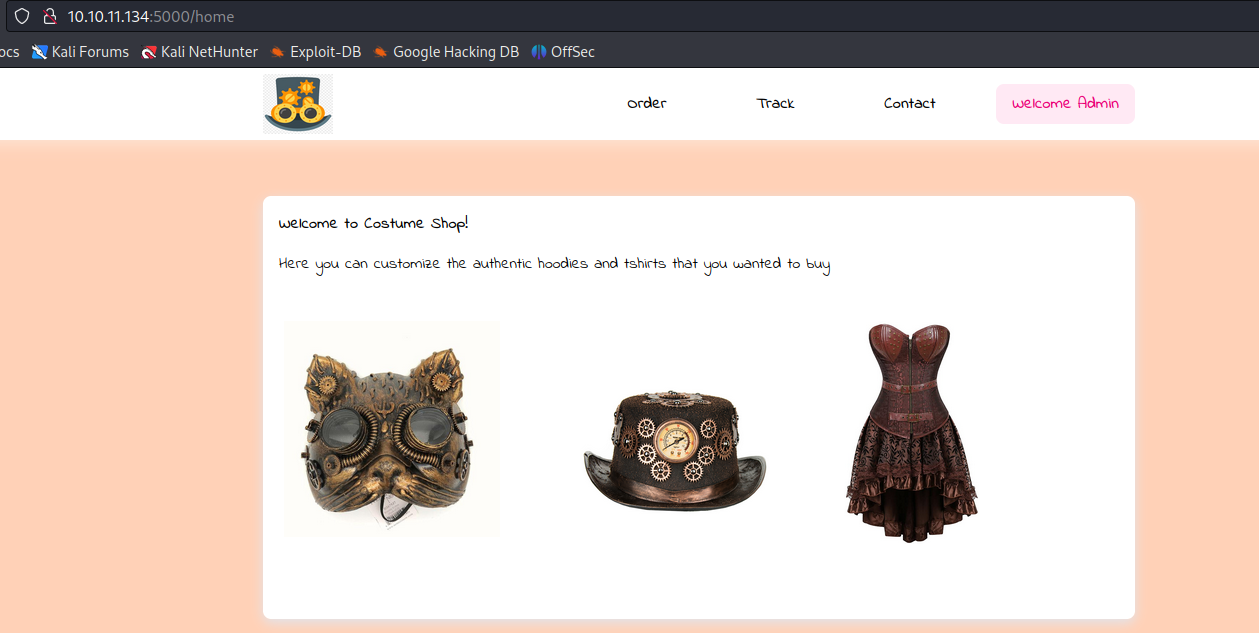 10.10.11.134:5000/home
ocs Kali Forums Kali NetHunter Exploit-DB Google Hacking DB OffSec
Order Track Contact Welcome Admin
Welcome to Costume Shop!
Here you can customize the authentic hoodies and tshirts that you wanted to buy